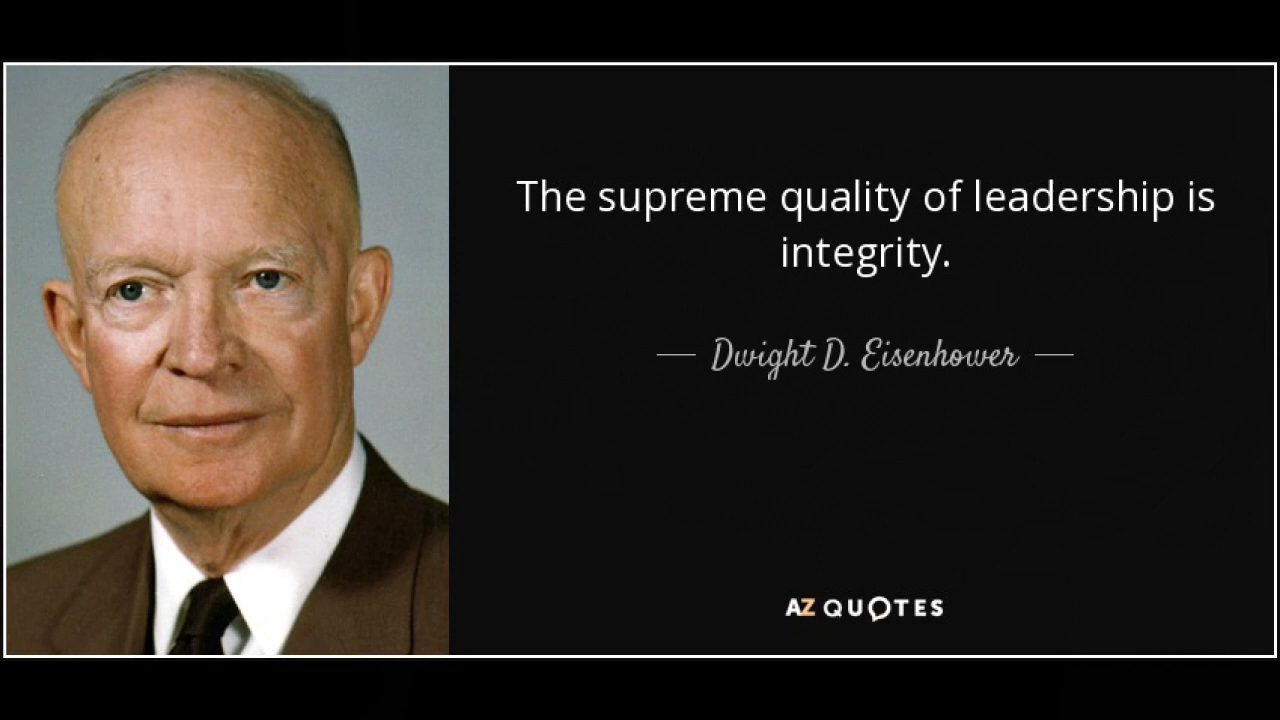 The supreme quality of leadership is
integrity.
Dwight D. Eisenhower
AZ QUOTES